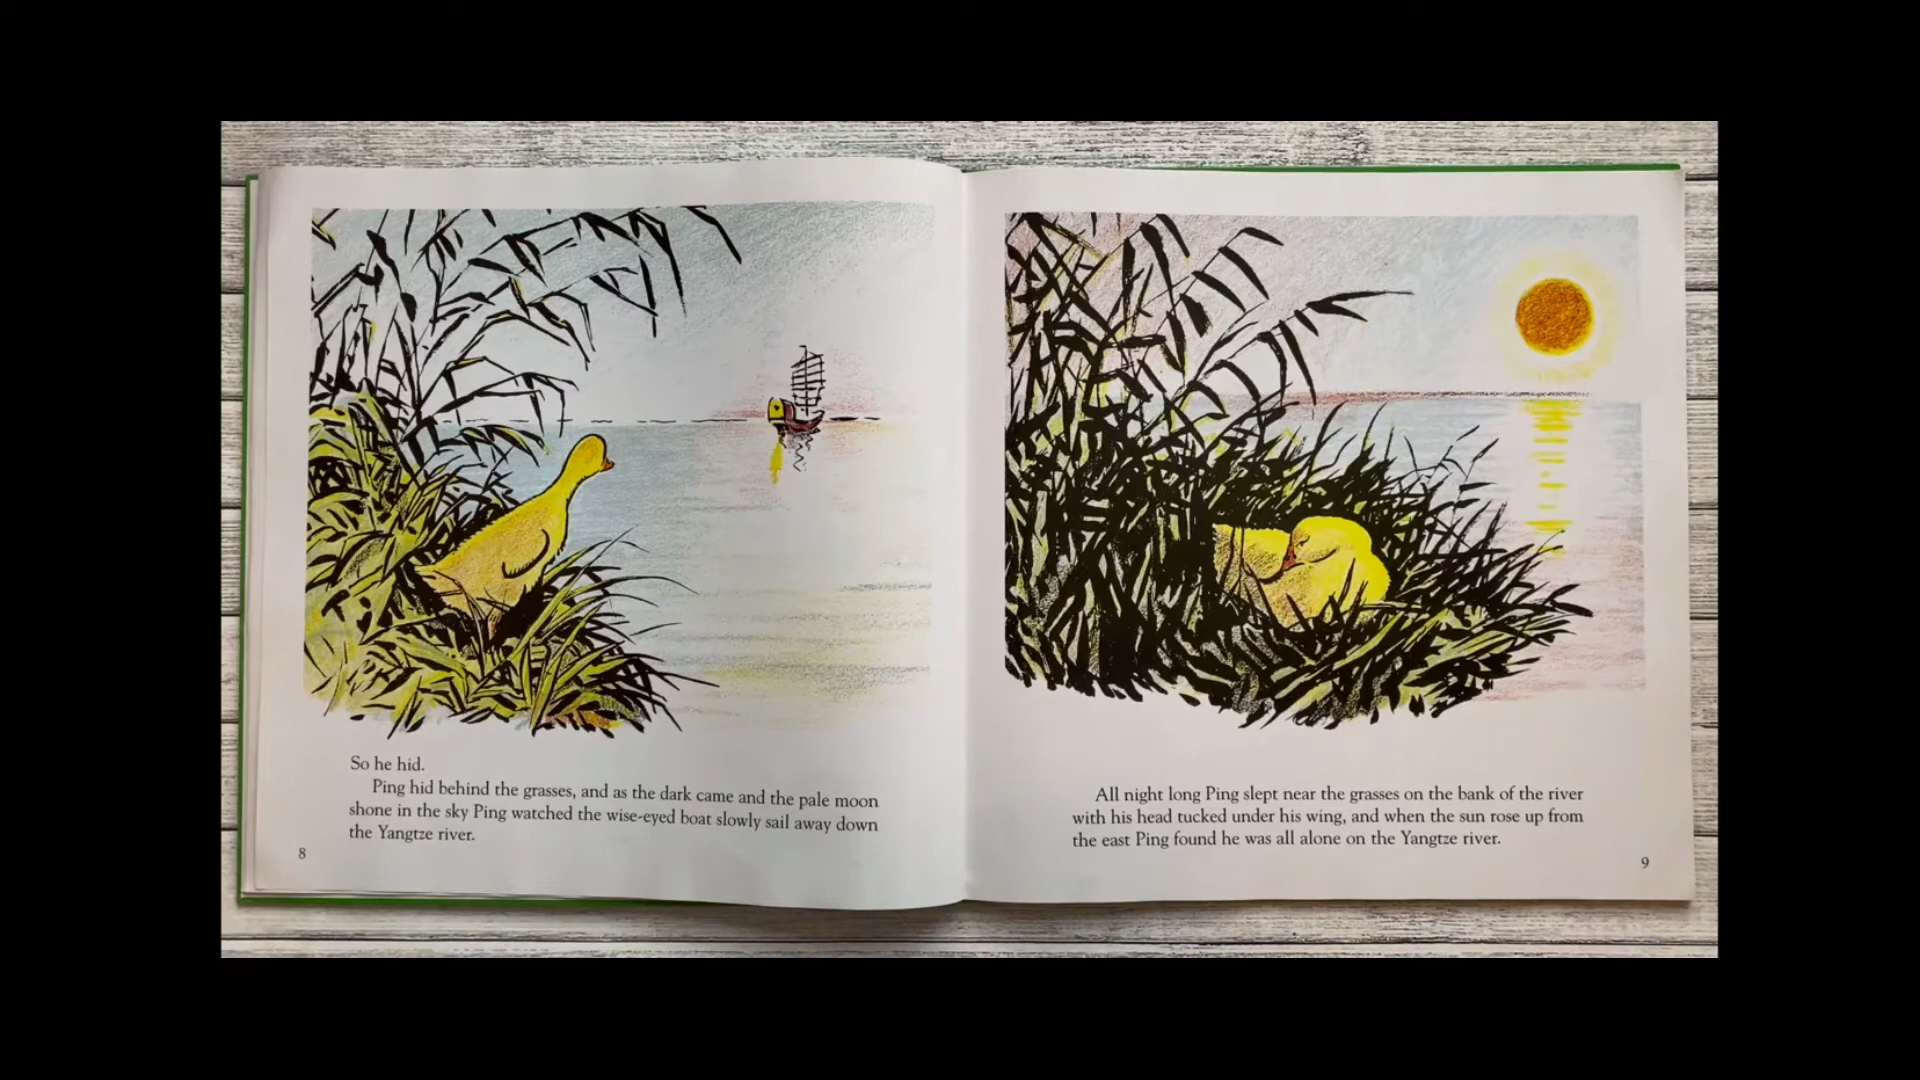 So he hid.
Ping hid behind the grasses, and as the dark came and the pale moon
shone in the sky Ping watched the wise-eyed boat slowly sail away down
the Yangtze river.
8
All night long Ping slept near the grasses on the bank of the river
with his head tucked under his wing, and when the sun rose up from
the east Ping found he was all alone on the Yangtze river.
9